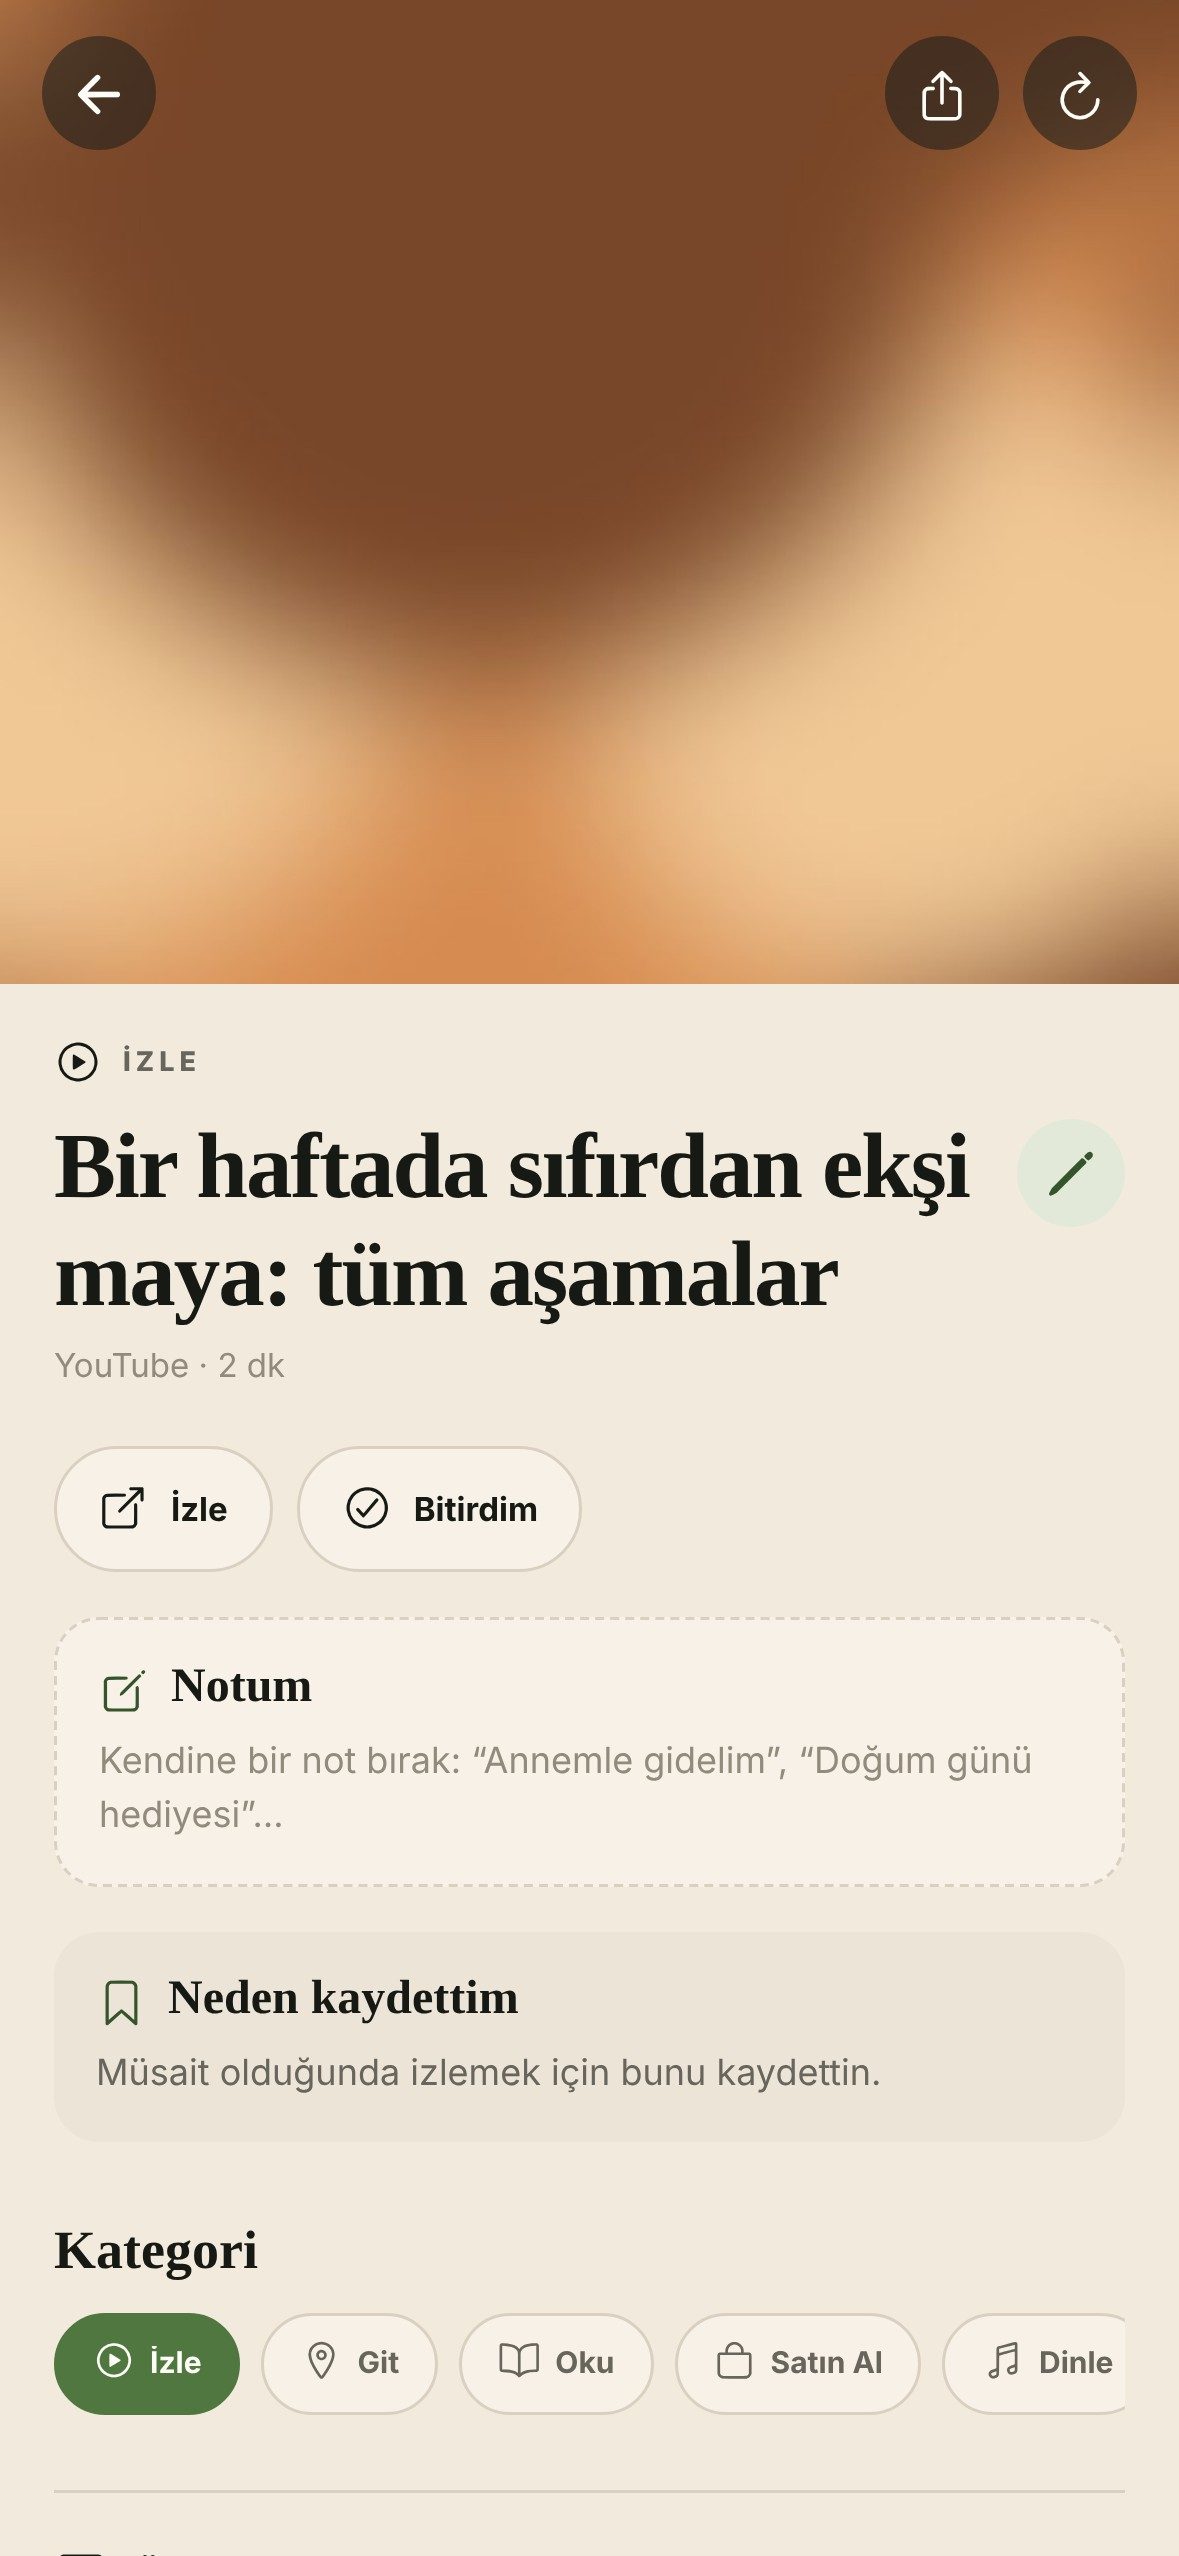 İZLE
Bir haftada sıfırdan ekşi
maya: tüm aşamalar
YouTube · 2 dk
İzle
Bitirdim
Notum
Kendine bir not bırak: “Annemle gidelim”, “Doğum günü
hediyesi”...
Neden kaydettim
Müsait olduğunda izlemek için bunu kaydettin.
Kategori
İzle
Git
Oku
Satın Al
Dinle